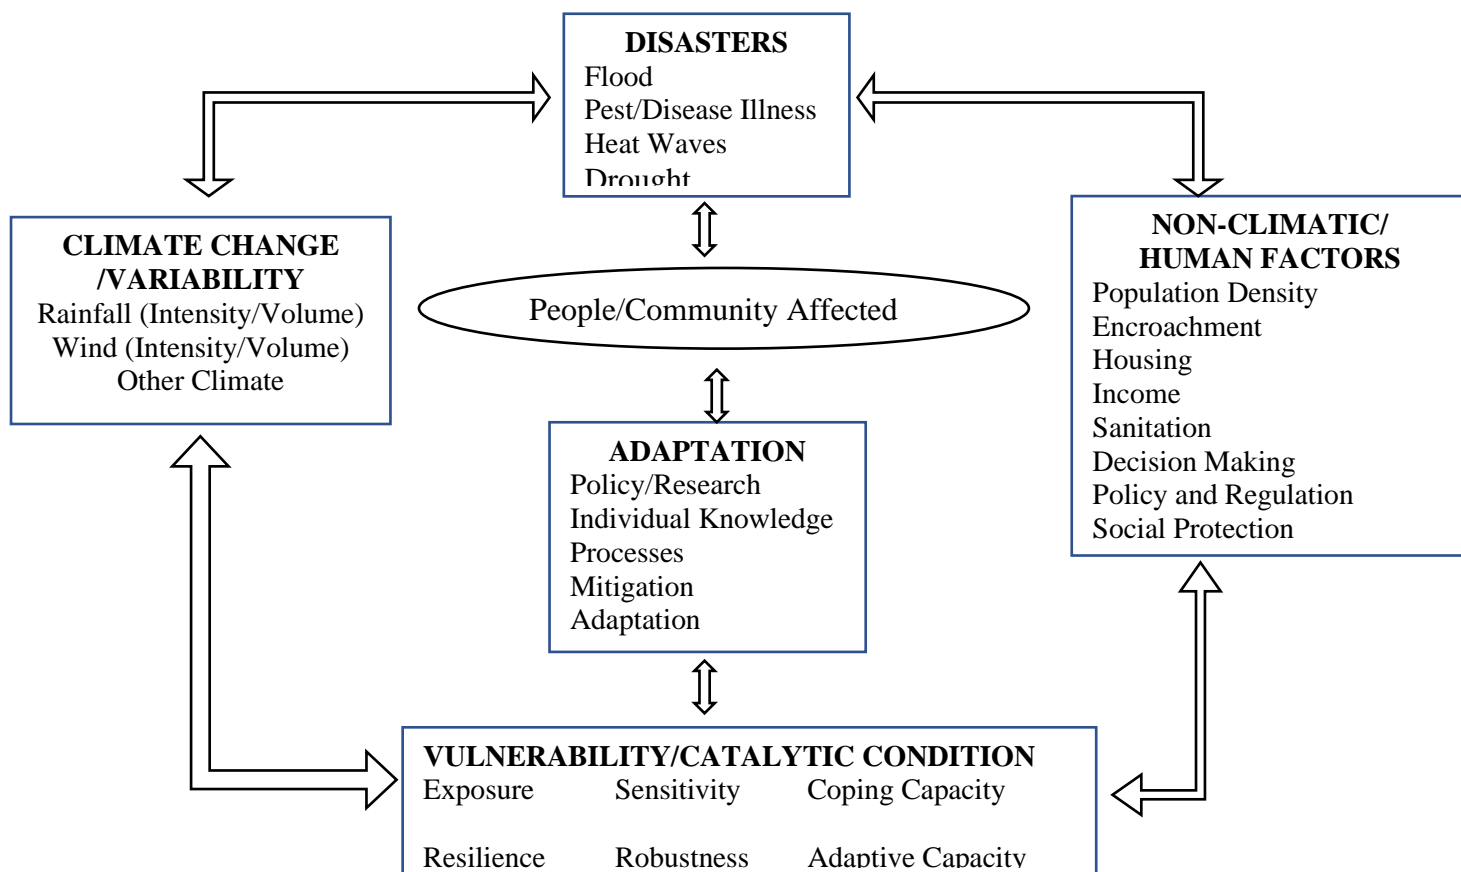 DISASTERS
Flood
Pest/Disease Illness
Heat Waves
Drought
CLIMATE CHANGE
/VARIABILITY
Rainfall (Intensity/Volume)
Wind (Intensity/Volume)
Other Climate
People/Community Affected
NON-CLIMATIC/
HUMAN FACTORS
Population Density
Encroachment
Housing
Income
Sanitation
Decision Making
Policy and Regulation
Social Protection
ADAPTATION
Policy/Research
Individual Knowledge
Processes
Mitigation
Adaptation
VULNERABILITY/CATALYTIC CONDITION
Exposure Sensitivity Coping Capacity
Resilience Robustness Adaptive Capacity